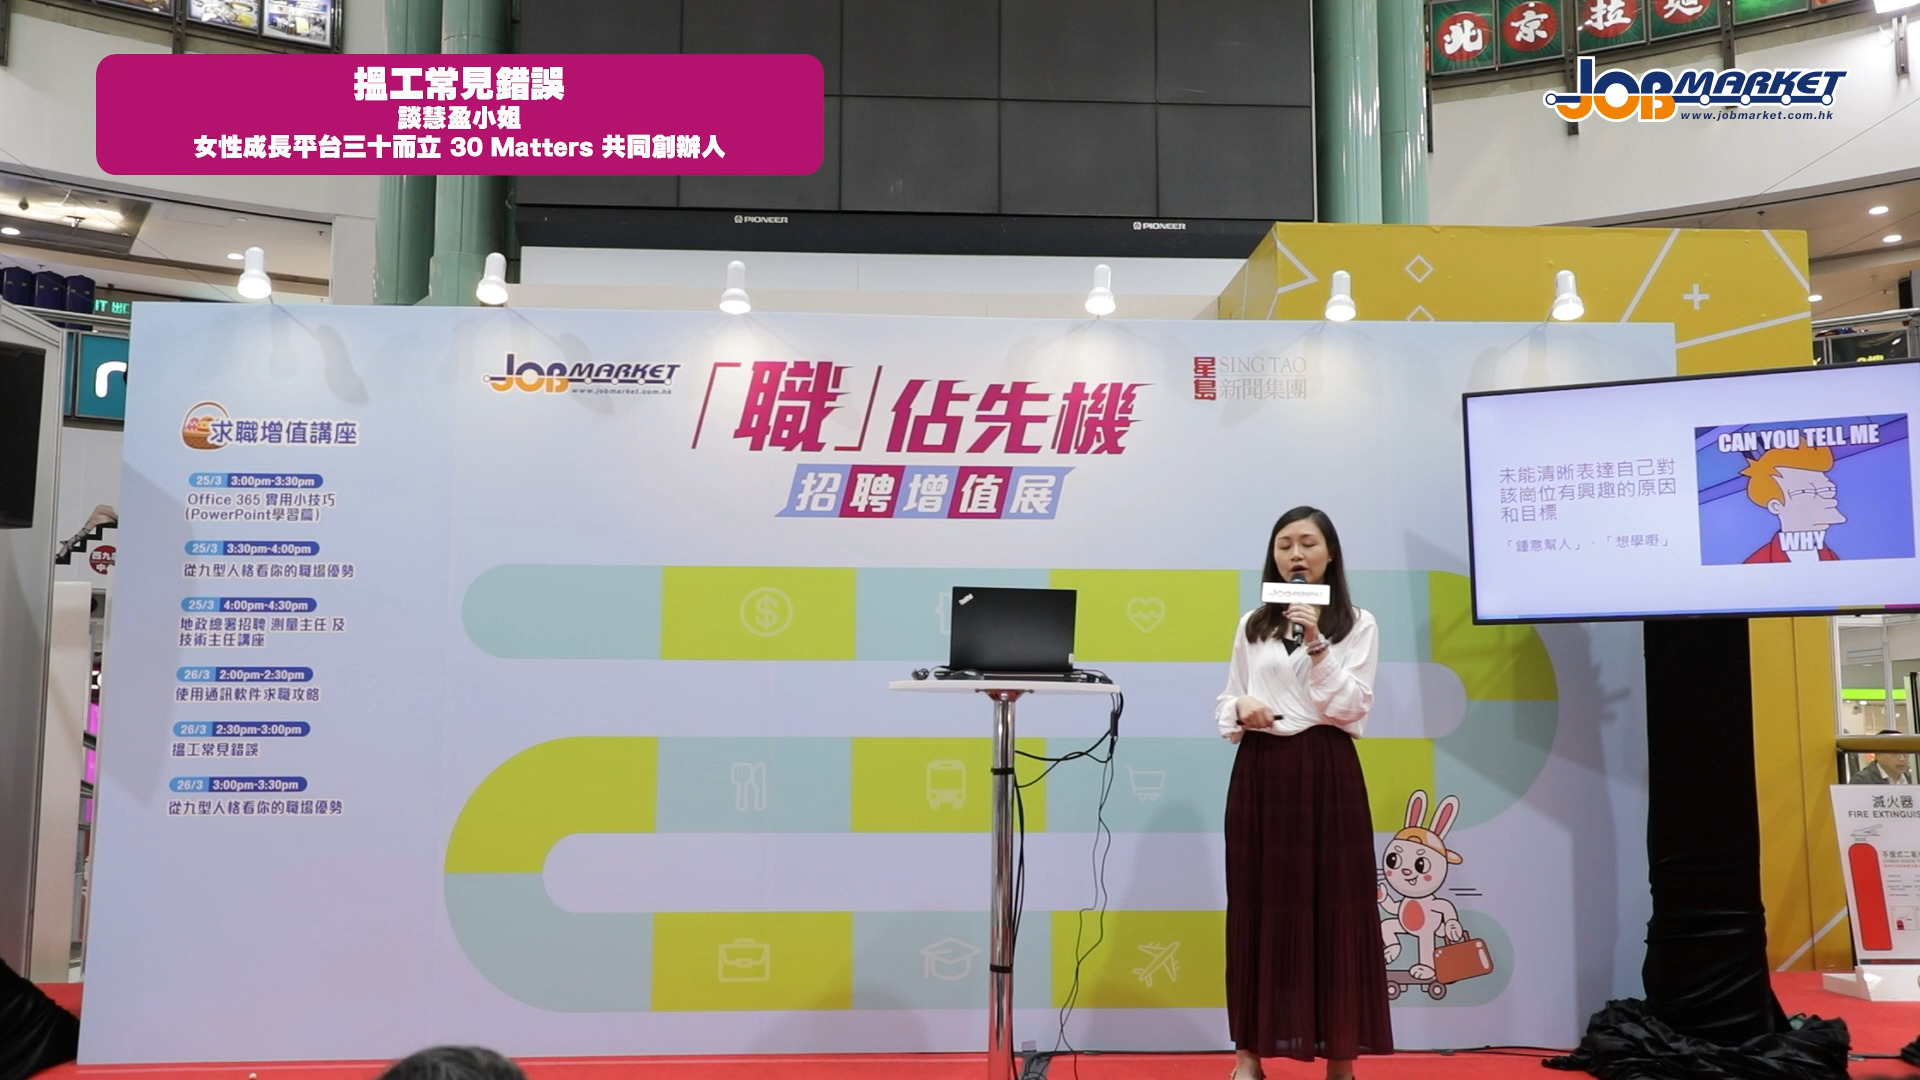 搵工常見錯誤
談慧盈小姐
女性成長平台三十而立 30 Matters 共同創辦人
北京拉麵
JOBMARKET
www.jobmarket.com.hk
PIONEER
PIONEER
JOBMARKET
www.jobmarket.com.hk
「職」佔先機
招聘增值展
星島
SING TAO
新聞集團
求職增值講座
25/3 3:00pm-3:30pm
Office 365 實用小技巧
(PowerPoint學習篇)
25/3 3:30pm-4:00pm
從九型人格看你的職場優勢
25/3 4:00pm-4:30pm
地政總署招聘 測量主任 及
技術主任講座
26/3 2:00pm-2:30pm
使用通訊軟件求職攻略
26/3 2:30pm-3:00pm
搵工常見錯誤
26/3 3:00pm-3:30pm
從九型人格看你的職場優勢
未能清晰表達自己對
該崗位有興趣的原因
和目標
「鍾意幫人」、「想學嘢」
CAN YOU TELL ME
WHY
JOBMARKET
滅火器
FIRE EXTINGUIS